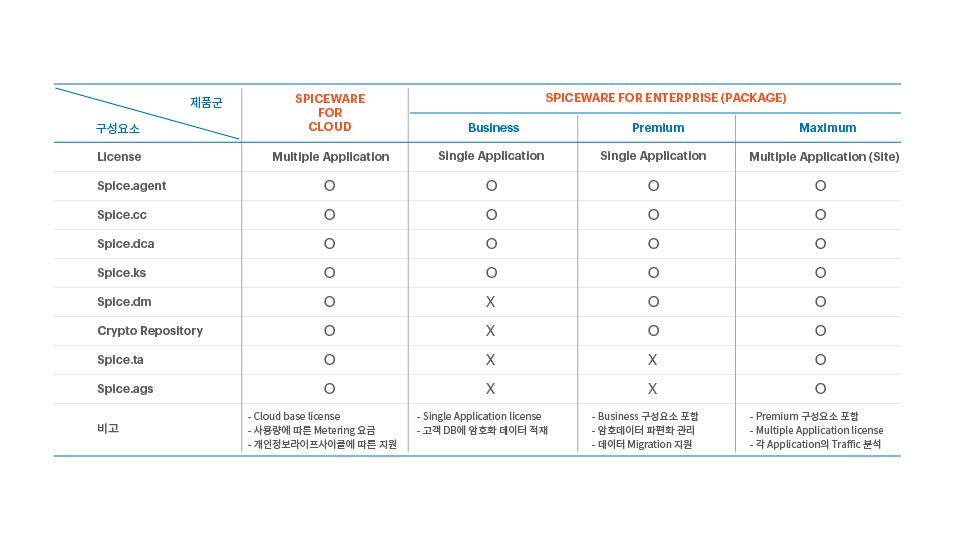 제품군
구성요소
SPICEWARE
FOR
CLOUD
SPICEWARE FOR ENTERPRISE (PACKAGE)
Business Premium Maximum
License Multiple Application Single Application Single Application Multiple Application (Site)
Spice.agent O O O O
Spice.cc O O O O
Spice.dca O O O O
Spice.ks O O O O
Spice.dm O X O O
Crypto Repository O X O O
Spice.ta O X X O
Spice.ags O X X O
비고
- Cloud base license
- 사용량에 따른 Metering 요금
- 개인정보라이프사이클에 따른 지원
- Single Application license
- 고객 DB에 암호화 데이터 적재
- Business 구성요소 포함
- 암호데이터 파편화 관리
- 데이터 Migration 지원
- Premium 구성요소 포함
- Multiple Application license
- 각 Application의 Traffic 분석